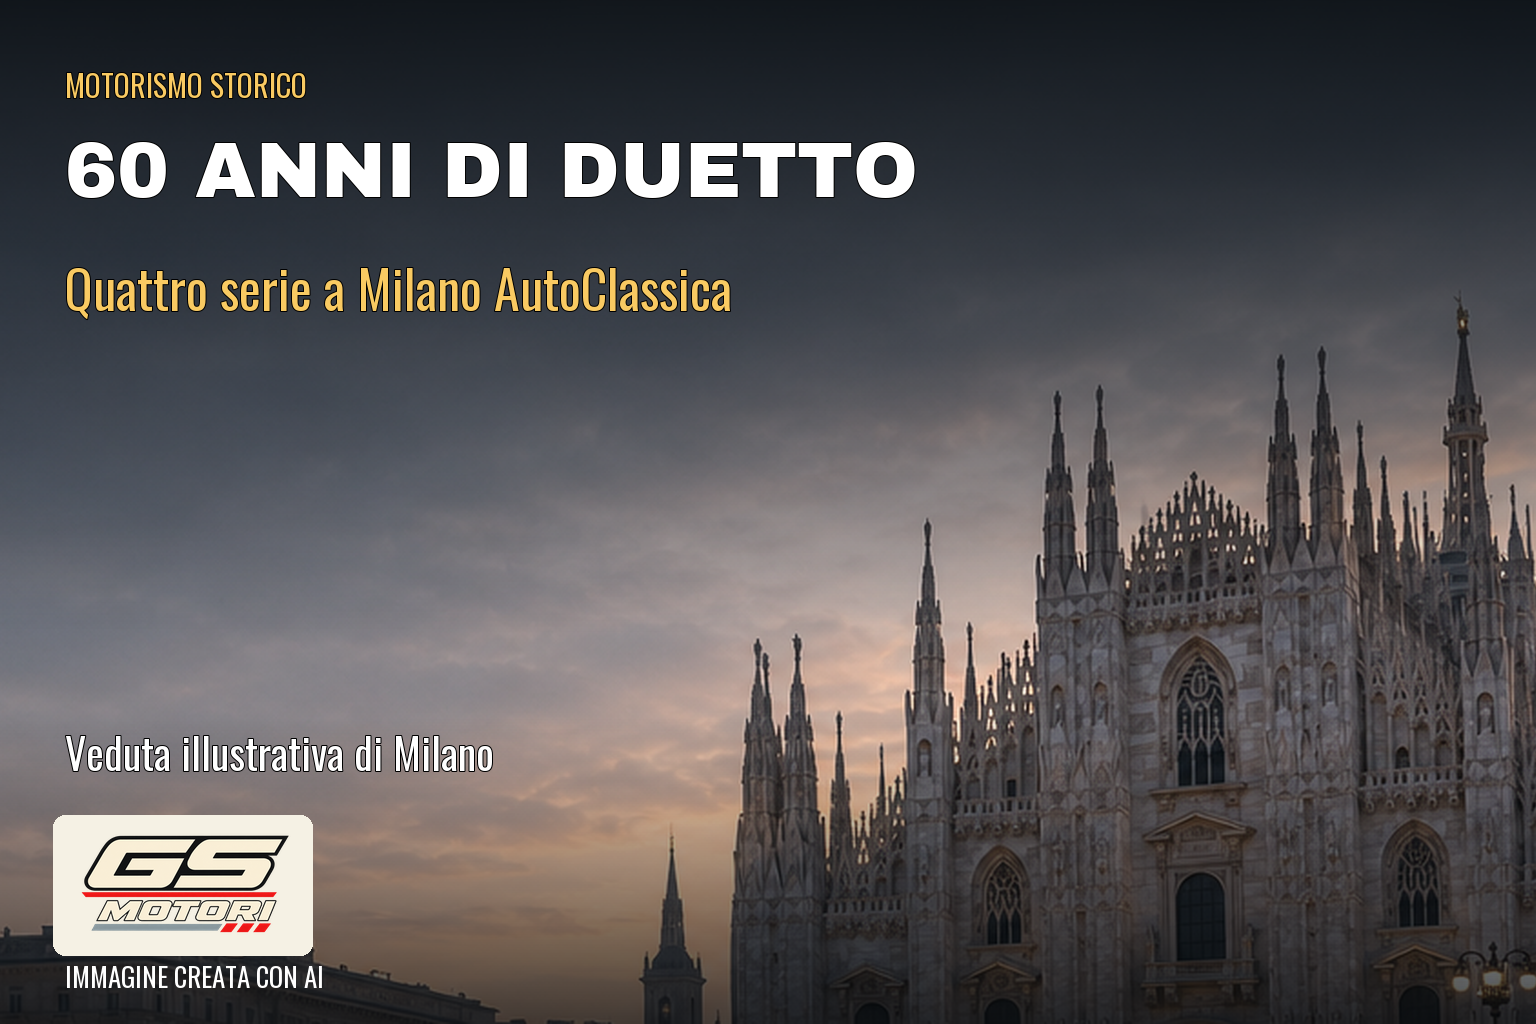 MOTORISMO STORICO
60 ANNI DI DUETTO
Quattro serie a Milano AutoClassica
Veduta illustrativa di Milano
GS
MOTORI
IMMAGINE CREATA CON AI